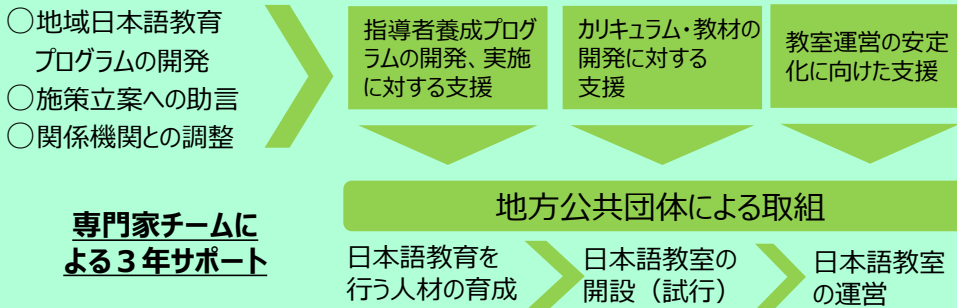 ○地域日本語教育
プログラムの開発
○施策立案への助言
○関係機関との調整
専門家チームに
よる３年サポート
指導者養成プログ
ラムの開発、実施
に対する支援
カリキュラム・教材の
開発に対する
支援
教室運営の安定
化に向けた支援
地方公共団体による取組
日本語教育を
行う人材の育成
日本語教室の
開設（試行）
日本語教室
の運営